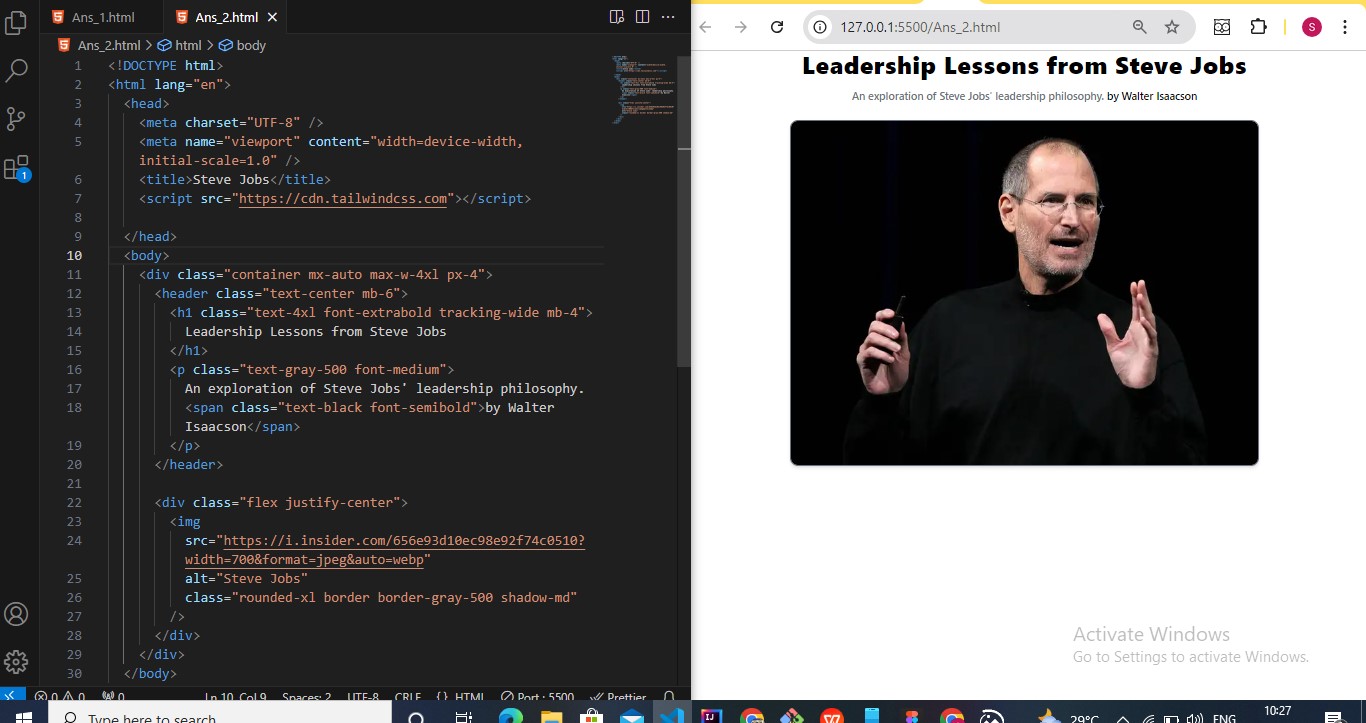 Ans_1.html
Ans_2.html
Ans_2.html > html > body
1 <!DOCTYPE html>
2 <html lang="en">
3 <head>
4 <meta charset="UTF-8" />
5 <meta name="viewport" content="width=device-width,
initial-scale=1.0" />
6 <title>Steve Jobs</title>
7 <script src="https://cdn.tailwindcss.com"></script>
8
9 </head>
10 <body>
11 <div class="container mx-auto max-w-4xl px-4">
12 <header class="text-center mb-6">
13 <h1 class="text-4xl font-extrabold tracking-wide mb-4">
14 Leadership Lessons from Steve Jobs
15 </h1>
16 <p class="text-gray-500 font-medium">
17 An exploration of Steve Jobs' leadership philosophy.
18 <span class="text-black font-semibold">by Walter
Isaacson</span>
19 </p>
20 </header>
21
22 <div class="flex justify-center">
23 <img
24 src="https://i.insider.com/656e93d10ec98e92f74c0510?
width=700&format=jpeg&auto=webp"
25 alt="Steve Jobs"
26 class="rounded-xl border border-gray-500 shadow-md"
27 />
28 </div>
29 </div>
30 </body>
1
0 0 0 Ln 10, Col 9 Spaces: 2 UTF-8 CRLF {} HTML Port : 5500 Prettier
127.0.0.1:5500/Ans_2.html
S
Leadership Lessons from Steve Jobs
An exploration of Steve Jobs' leadership philosophy. by Walter Isaacson
Activate Windows
Go to Settings to activate Windows.
Type here to search
29°C
ENG
10:27